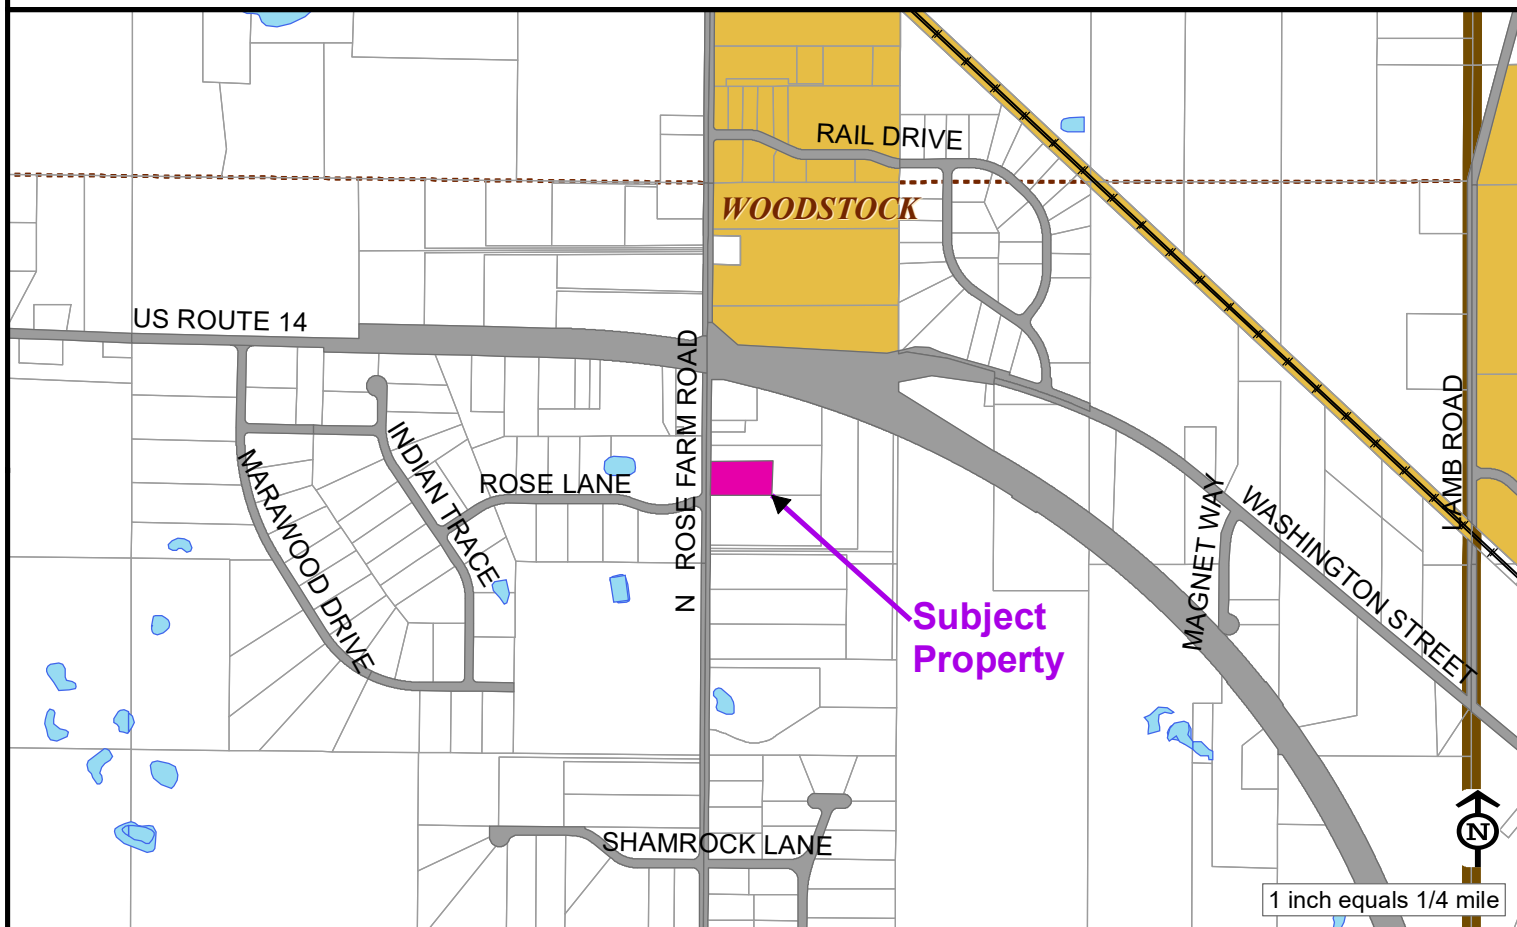 RAIL DRIVE
WOODSTOCK
US ROUTE 14
N ROSE FARM ROAD
LAMB ROAD
INDIAN TRACE
MARAWOOD DRIVE
ROSE LANE
MAGNET WAY
WASHINGTON STREET
Subject
Property
SHAMROCK LANE
N
1 inch equals 1/4 mile